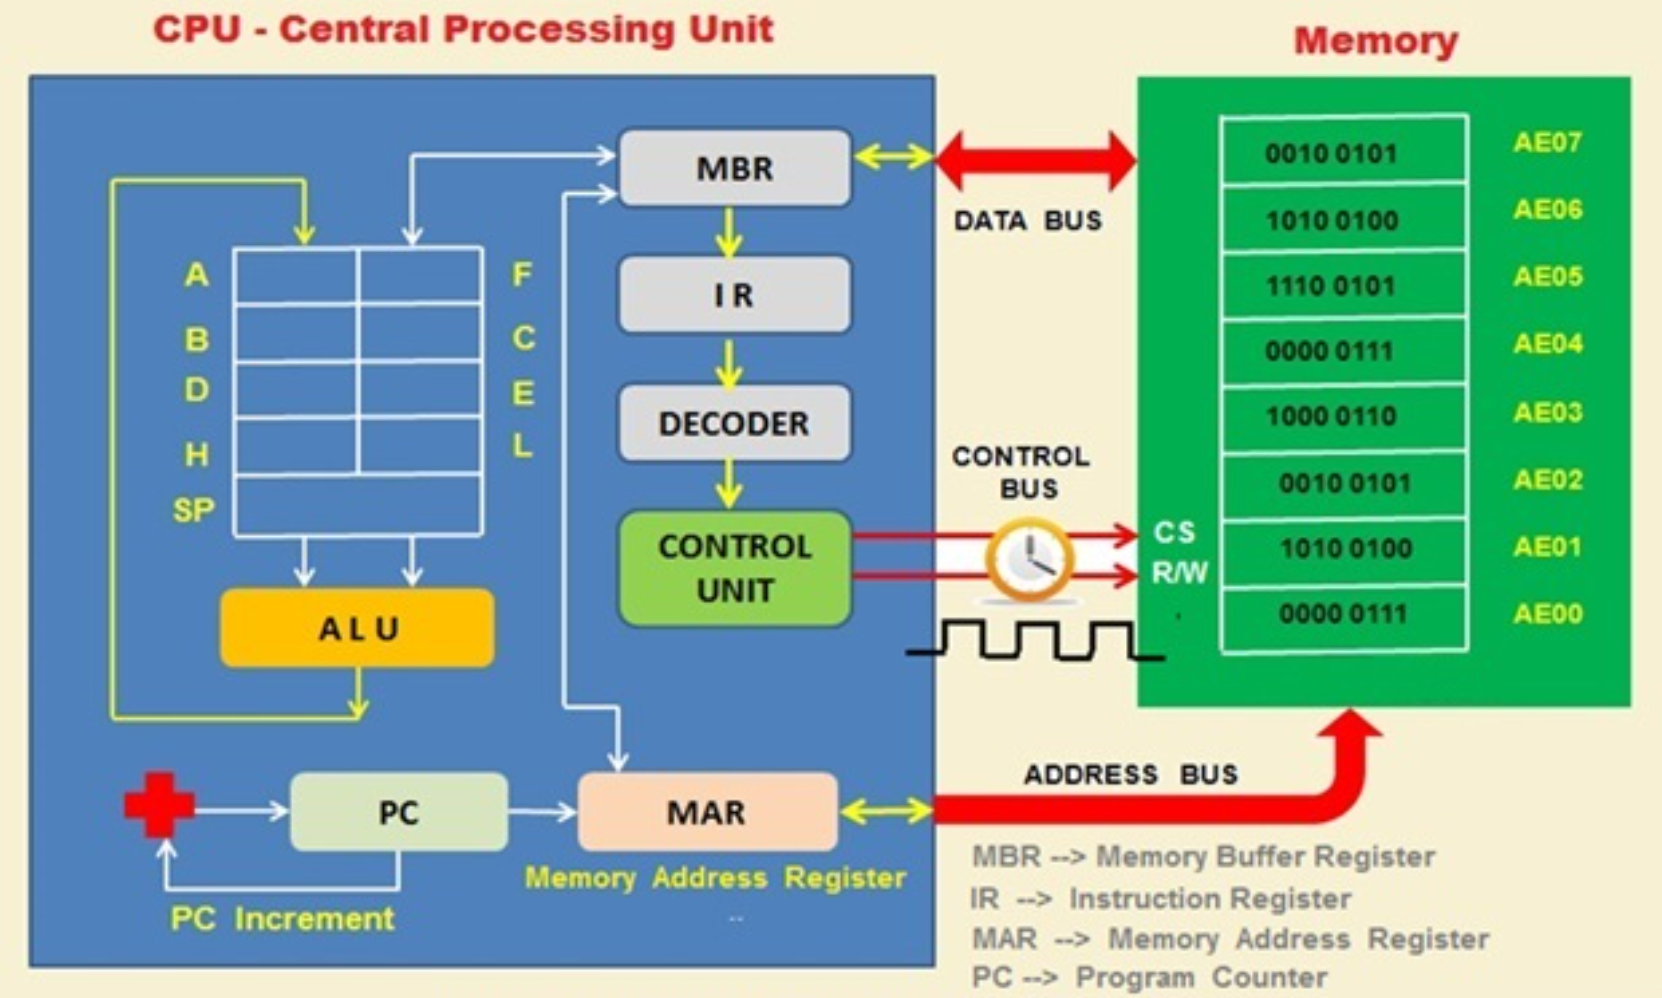 CPU - Central Processing Unit
Memory
MBR
DATA BUS
I R
DECODER
CONTROL
UNIT
CONTROL
BUS
CS
R/W
A
F
B
C
D
E
H
L
SP
A L U
PC
MAR
PC Increment
Memory Address Register
ADDRESS BUS
0010 0101 AE07
1010 0100 AE06
1110 0101 AE05
0000 0111 AE04
1000 0110 AE03
0010 0101 AE02
1010 0100 AE01
0000 0111 AE00
MBR --> Memory Buffer Register
IR --> Instruction Register
MAR --> Memory Address Register
PC --> Program Counter